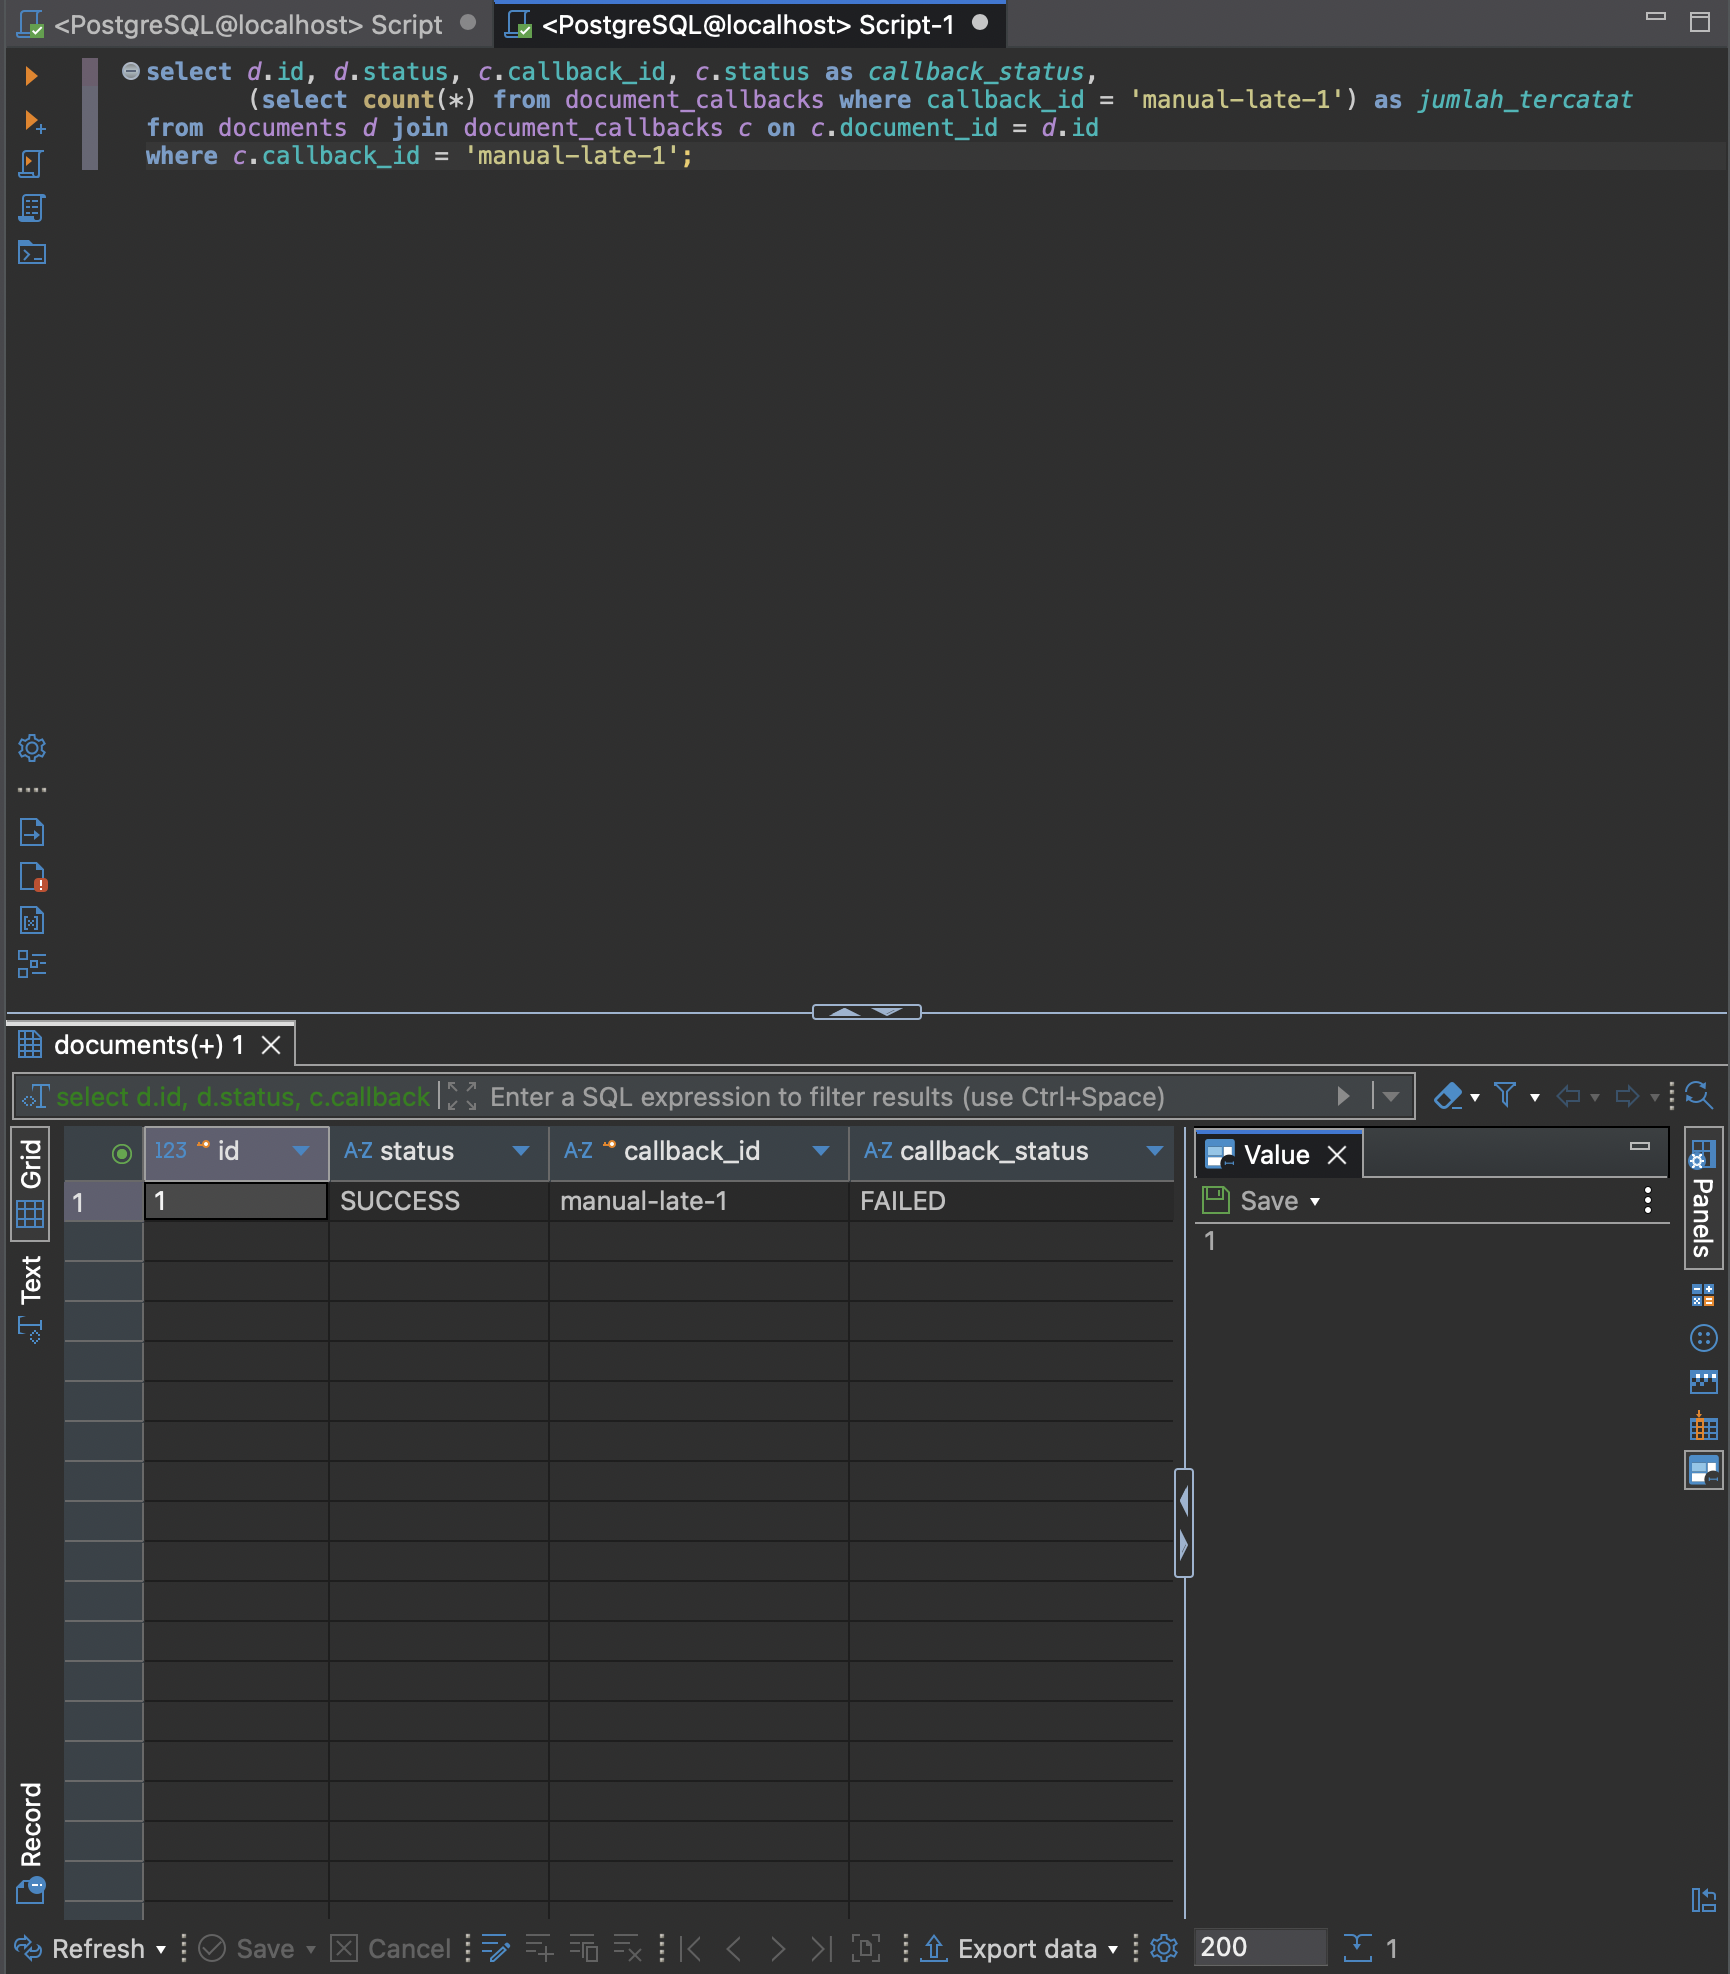 <PostgreSQL@localhost> Script
<PostgreSQL@localhost> Script-1
select d.id, d.status, c.callback_id, c.status as callback_status,
(select count(*) from document_callbacks where callback_id = 'manual-late-1') as jumlah_tercatat
from documents d join document_callbacks c on c.document_id = d.id
where c.callback_id = 'manual-late-1';
documents(+) 1
select d.id, d.status, c.callback
Enter a SQL expression to filter results (use Ctrl+Space)
Grid
Text
Record
123 id
A-Z status
A-Z callback_id
A-Z callback_status
1
1
SUCCESS
manual-late-1
FAILED
Value
Save
1
Panels
Refresh
Save
Cancel
Export data
200
1